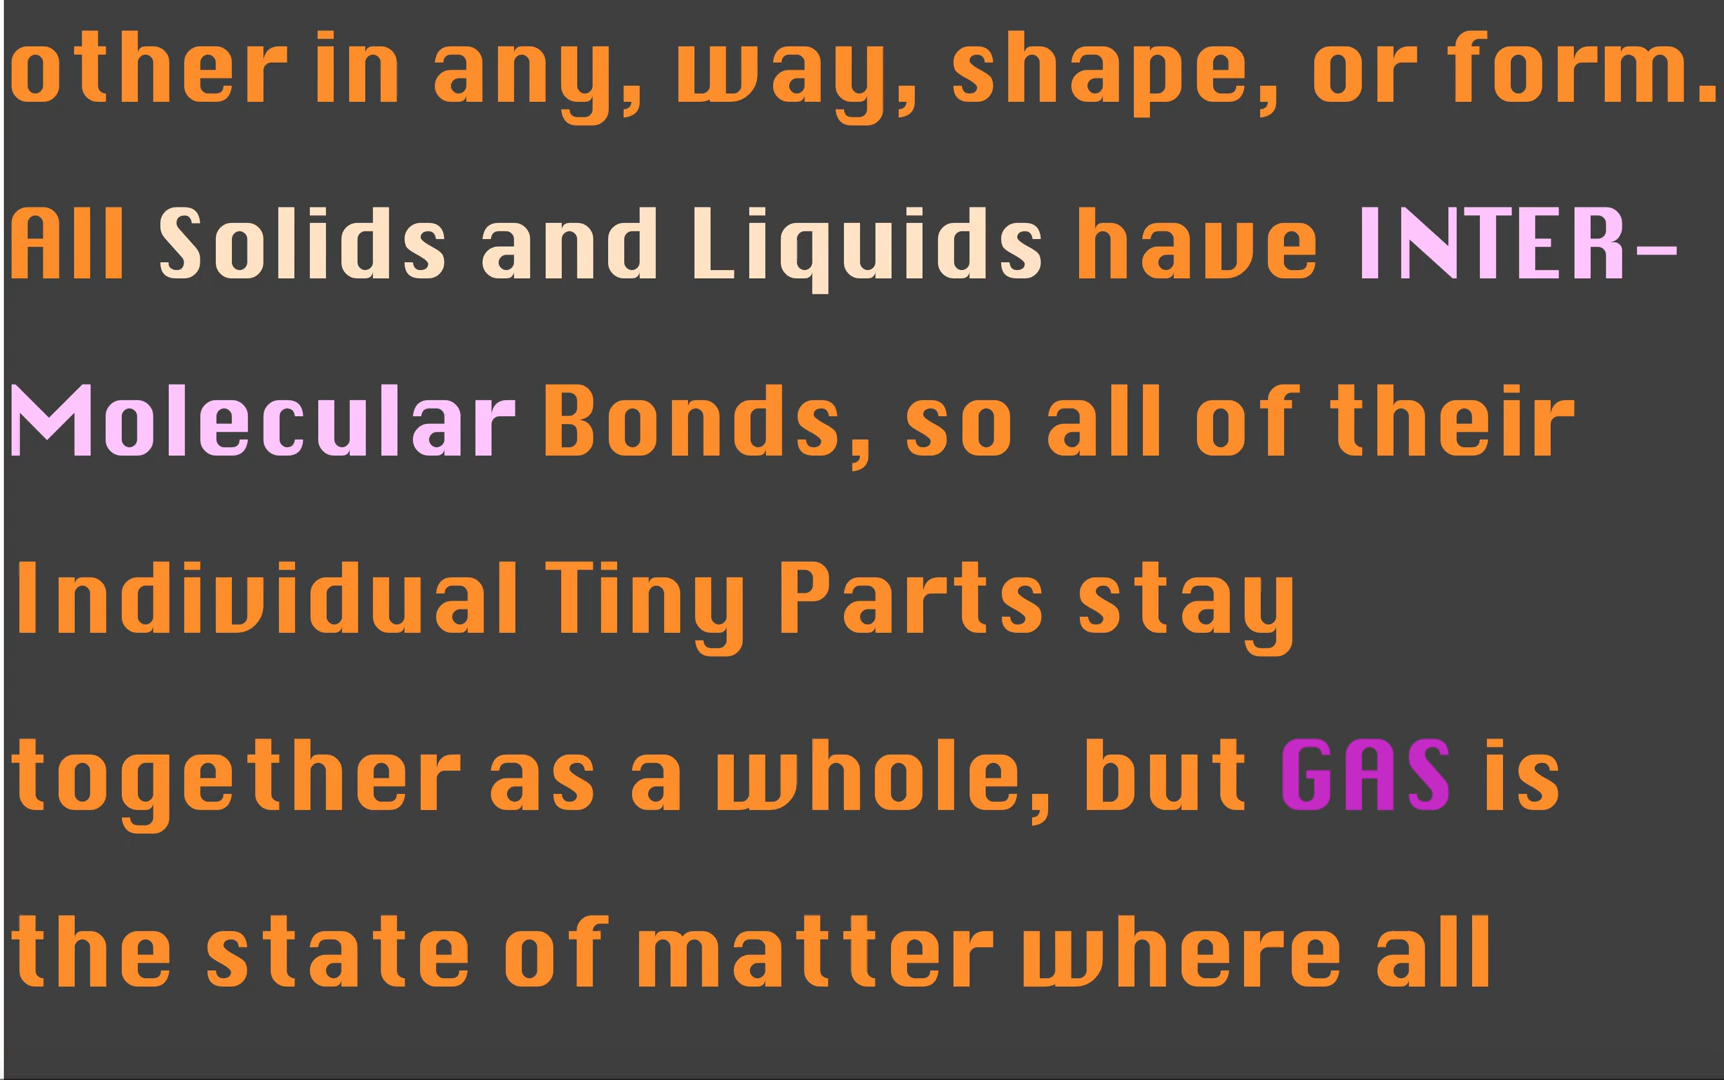 other in any, way, shape, or form.
All Solids and Liquids have INTER-
Molecular Bonds, so all of their
Individual Tiny Parts stay
together as a whole, but GAS is
the state of matter where all